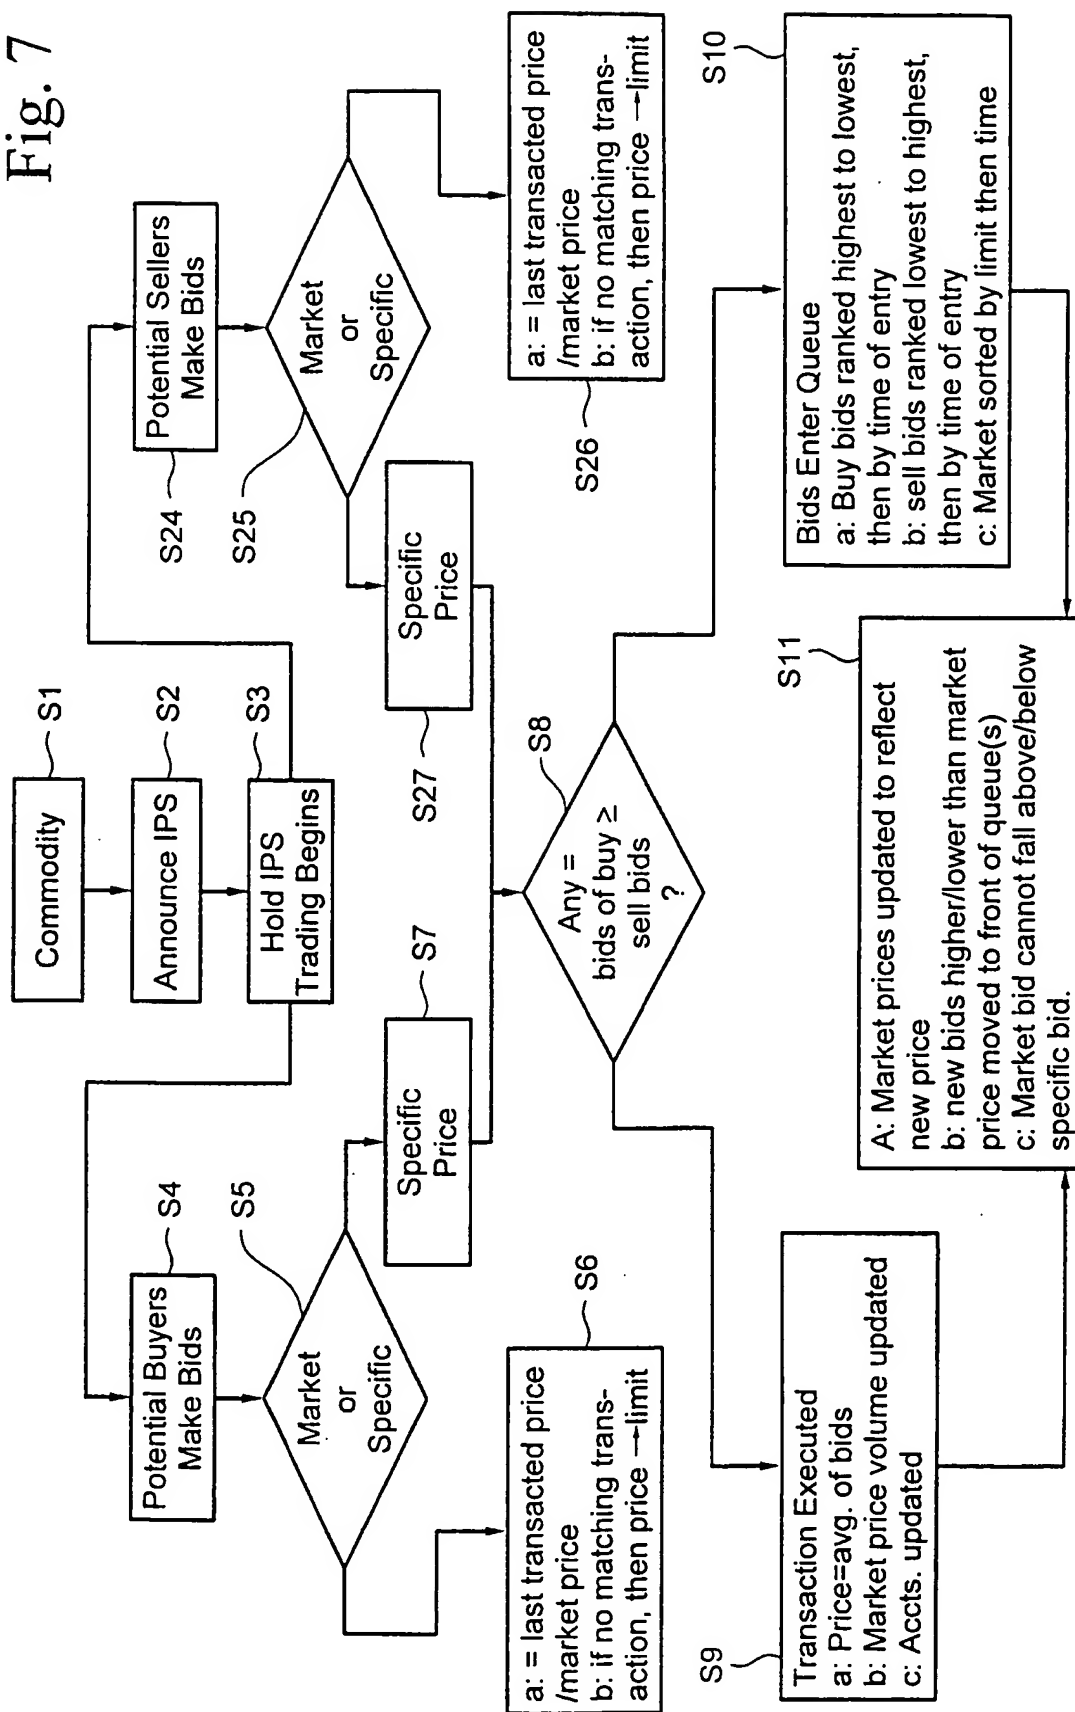 Fig. 7
Commodity
S1
Announce IPS
S2
Hold IPS
Trading Begins
S3
Potential Buyers
Make Bids
S4
Potential Sellers
Make Bids
S24
Market
or
Specific
S5
Market
or
Specific
S25
a: = last transacted price
/market price
b: if no matching trans-
action, then price → limit
S6
Specific
Price
S7
Specific
Price
S27
a: = last transacted price
/market price
b: if no matching trans-
action, then price → limit
S26
Any =
bids of buy ≥
sell bids
?
S8
Transaction Executed
a: Price=avg. of bids
b: Market price volume updated
c: Accts. updated
S9
Bids Enter Queue
a: Buy bids ranked highest to lowest,
then by time of entry
b: sell bids ranked lowest to highest,
then by time of entry
c: Market sorted by limit then time
S10
A: Market prices updated to reflect
new price
b: new bids higher/lower than market
price moved to front of queue(s)
c: Market bid cannot fall above/below
specific bid.
S11